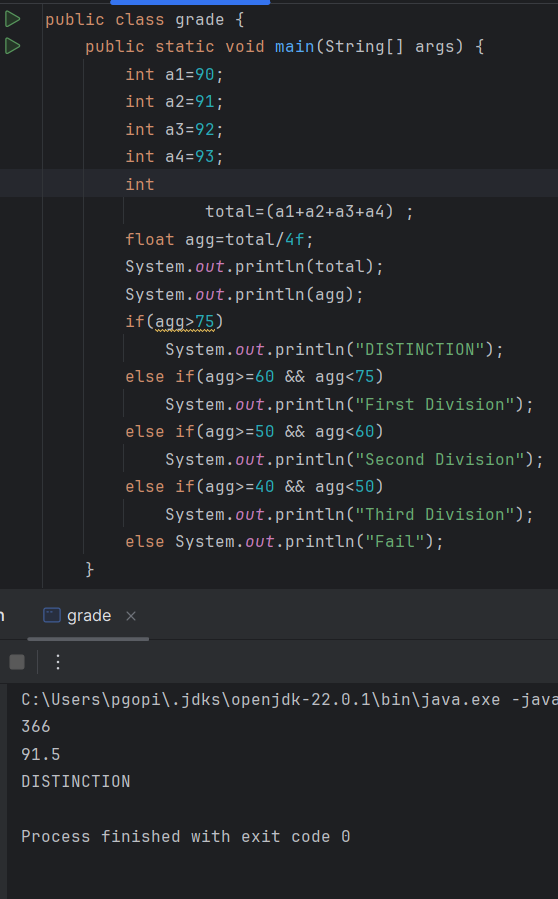 public class grade {
    public static void main(String[] args) {
        int a1=90;
        int a2=91;
        int a3=92;
        int a4=93;
        int
                total=(a1+a2+a3+a4) ;
        float agg=total/4f;
        System.out.println(total);
        System.out.println(agg);
        if(agg>75)
            System.out.println("DISTINCTION");
        else if(agg>=60 && agg<75)
            System.out.println("First Division");
        else if(agg>=50 && agg<60)
            System.out.println("Second Division");
        else if(agg>=40 && agg<50)
            System.out.println("Third Division");
        else System.out.println("Fail");
    }
grade
C:\Users\pgopi\.jdks\openjdk-22.0.1\bin\java.exe -java
366
91.5
DISTINCTION
Process finished with exit code 0